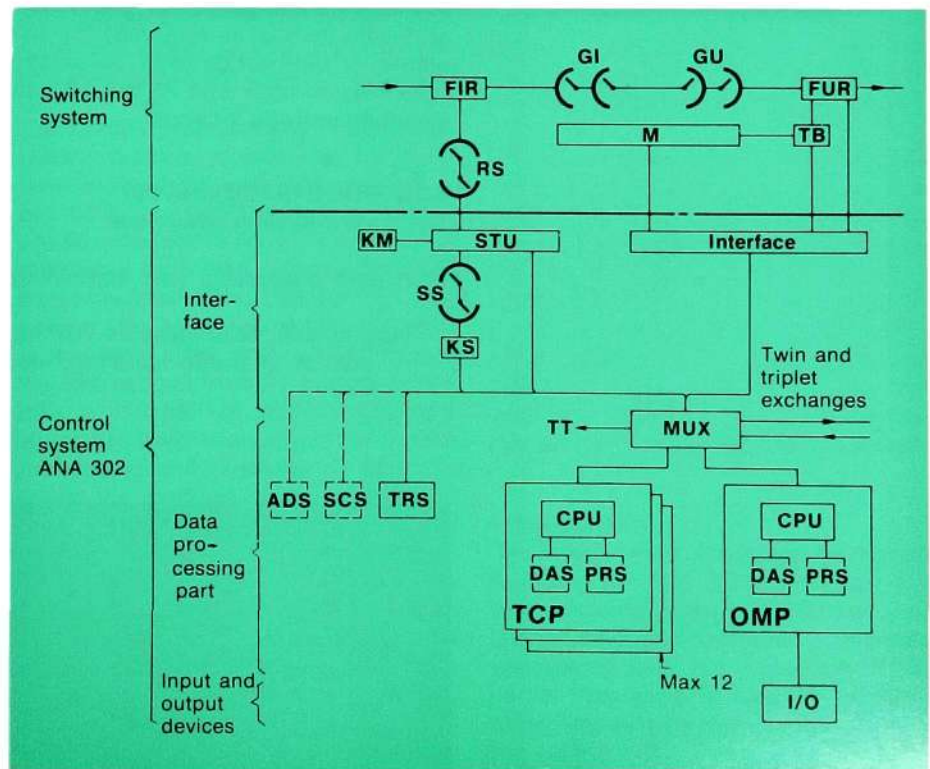 Switching
system
GI
GU
FIR
FUR
M
TB
RS
KM
STU
Interface
SS
Inter-
face
KS
Twin and
triplet
exchanges
Control
system
ANA 302
TT
MUX
ADS
SCS
TRS
Data
pro-
cessing
part
CPU
DAS
PRS
TCP
CPU
DAS
PRS
OMP
Max 12
Input and
output
devices
I/O